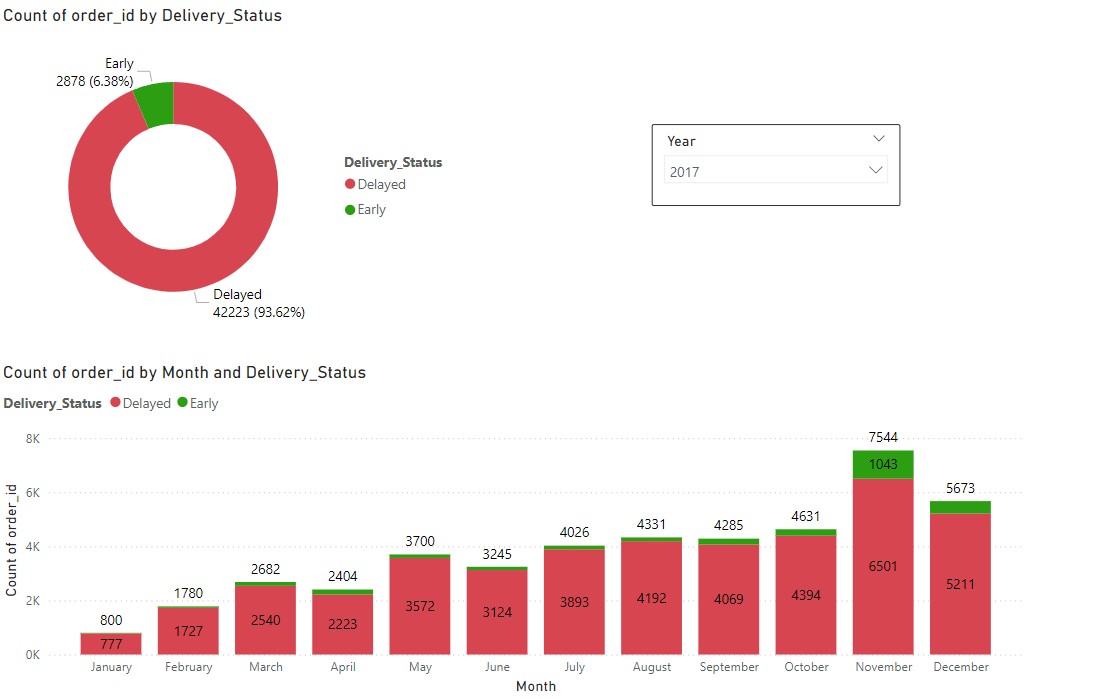 Count of order_id by Delivery_Status
Early
2878 (6.38%)
Delivery_Status
Delayed
Early
Delayed
42223 (93.62%)
Year
2017
Count of order_id by Month and Delivery_Status
Delivery_Status Delayed Early
8K
6K
4K
2K
0K
Count of order_id
800
777
1780
1727
2682
2540
2404
2223
3700
3572
3245
3124
4026
3893
4331
4192
4285
4069
4631
4394
7544
1043
6501
5673
5211
January February March April May June July August September October November December
Month